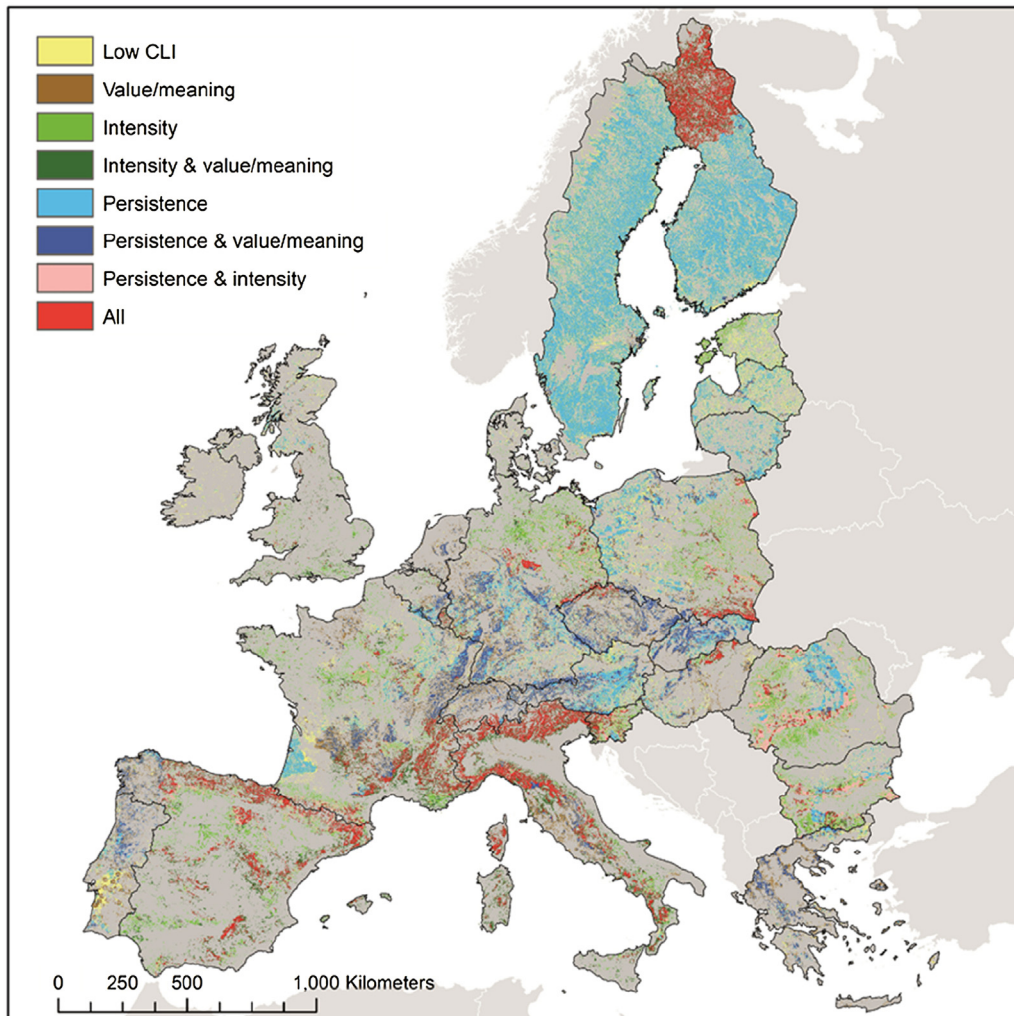 Low CLI
Value/meaning
Intensity
Intensity & value/meaning
Persistence
Persistence & value/meaning
Persistence & intensity
All
0 250 500 1,000 Kilometers